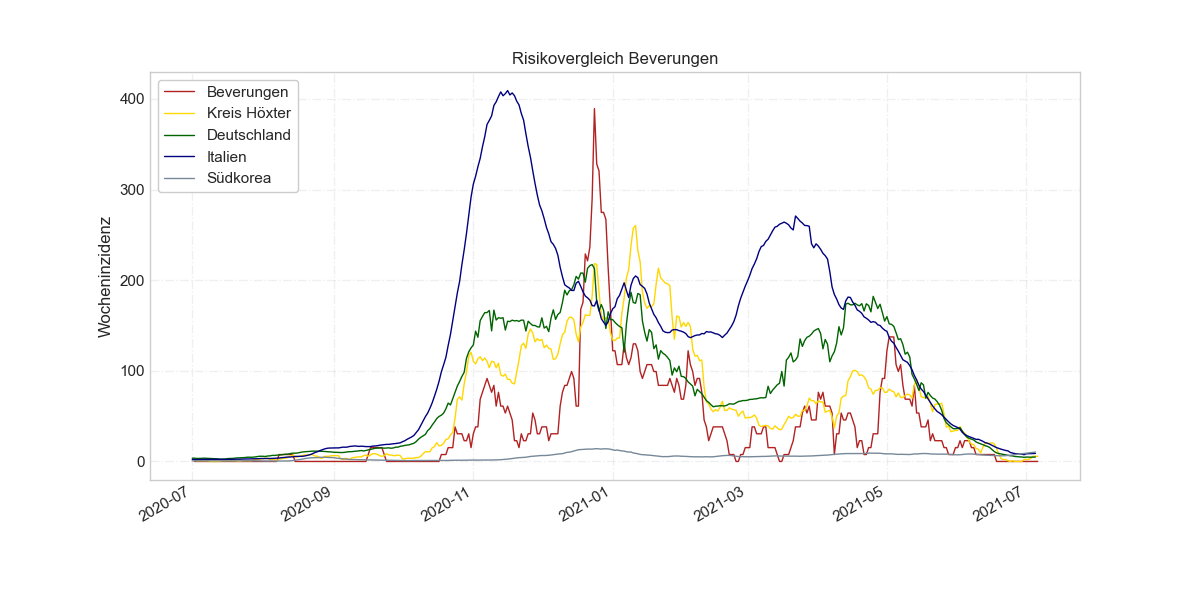 Risikovergleich Beverungen
Beverungen
Kreis Höxter
Deutschland
Italien
Südkorea
Wocheninzidenz
400
300
200
100
0
2020-07
2020-09
2020-11
2021-01
2021-03
2021-05
2021-07